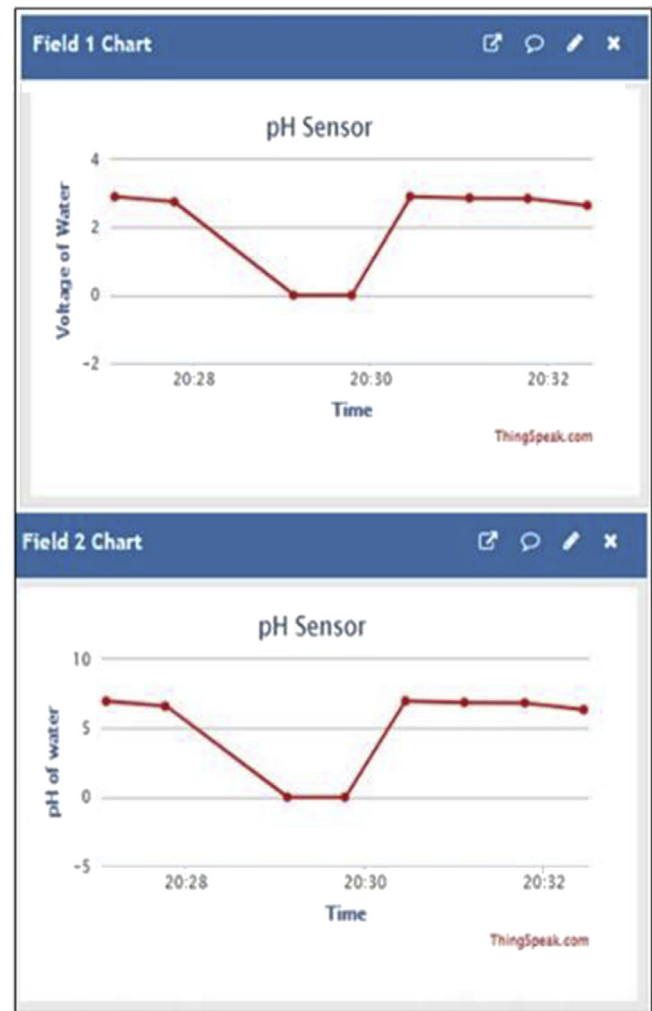 Field 1 Chart
pH Sensor
Voltage of Water
4
2
0
-2
20:28 20:30 20:32
Time
ThingSpeak.com
Field 2 Chart
pH Sensor
pH of water
10
5
0
-5
20:28 20:30 20:32
Time
ThingSpeak.com